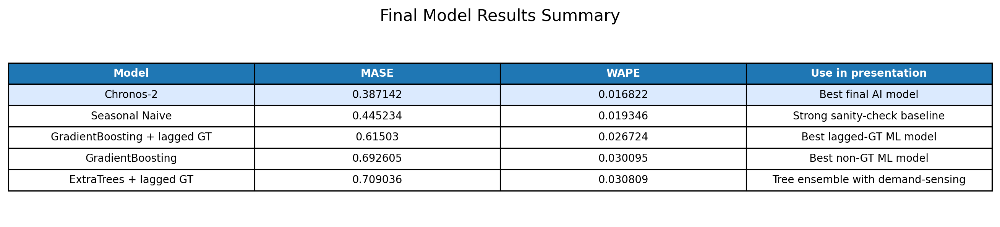 Final Model Results Summary
Model MASE WAPE Use in presentation
Chronos-2 0.387142 0.016822 Best final AI model
Seasonal Naive 0.445234 0.019346 Strong sanity-check baseline
GradientBoosting + lagged GT 0.61503 0.026724 Best lagged-GT ML model
GradientBoosting 0.692605 0.030095 Best non-GT ML model
ExtraTrees + lagged GT 0.709036 0.030809 Tree ensemble with demand-sensing